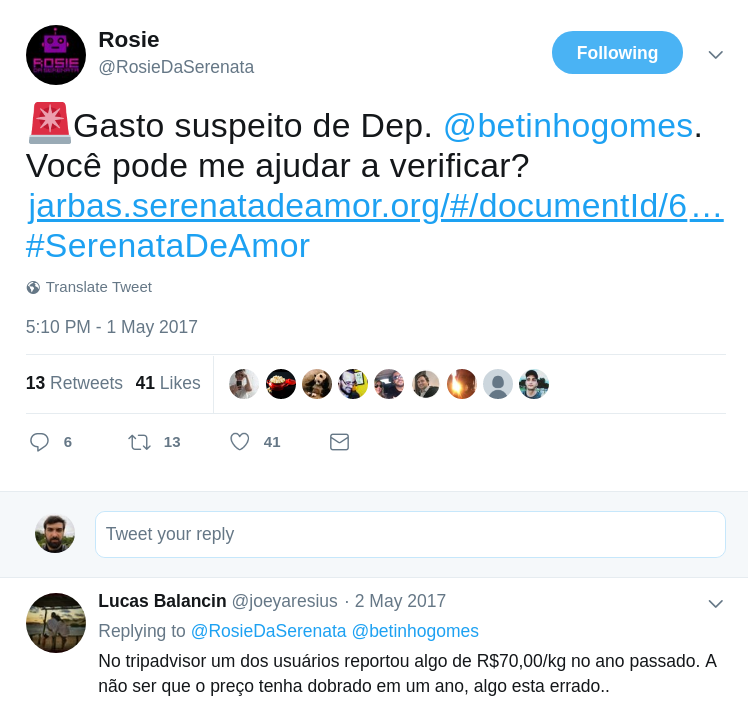 Rosie
@RosieDaSerenata
Following
Gasto suspeito de Dep. @betinhogomes.
Você pode me ajudar a verificar?
jarbas.serenatadeamor.org/#/documentId/6…
#SerenataDeAmor
Translate Tweet
5:10 PM - 1 May 2017
13 Retweets 41 Likes
6 13 41
Tweet your reply
Lucas Balancin @joeyaresius · 2 May 2017
Replying to @RosieDaSerenata @betinhogomes
No tripadvisor um dos usuários reportou algo de R$70,00/kg no ano passado. A
não ser que o preço tenha dobrado em um ano, algo esta errado..